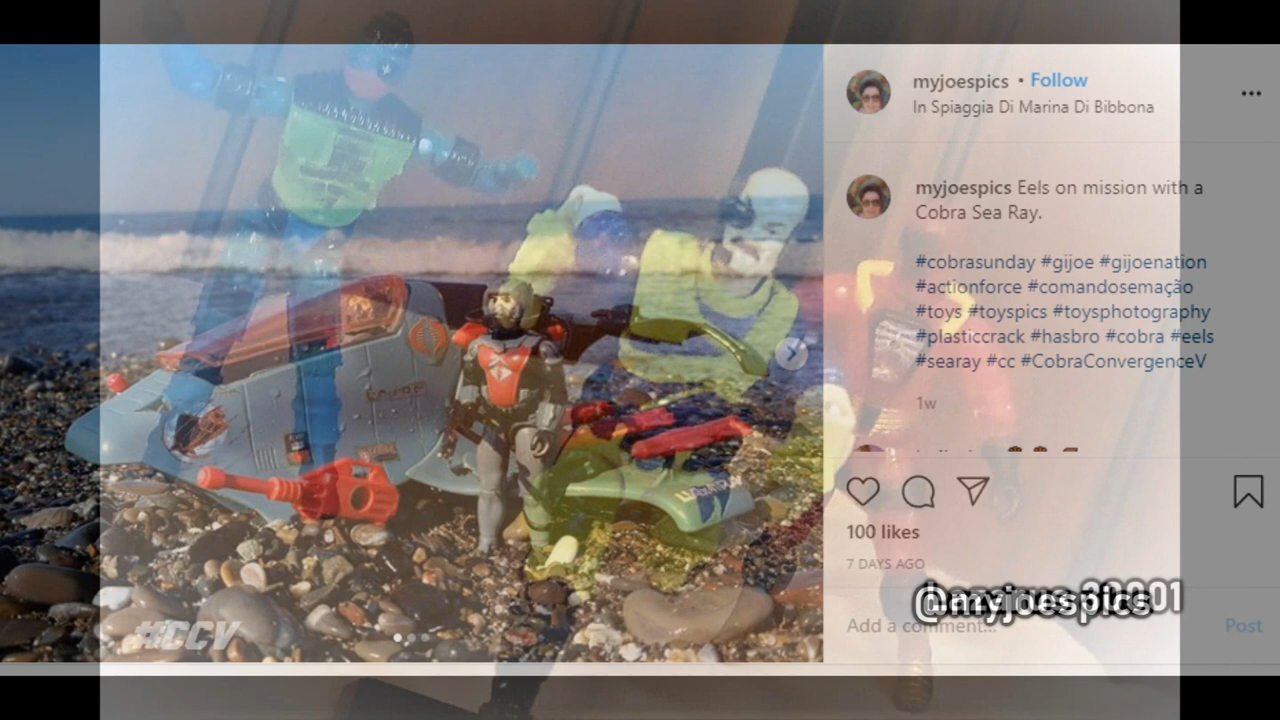 myjoespics • Follow
In Spiaggia Di Marina Di Bibbona
myjoespics Eels on mission with a
Cobra Sea Ray.
#cobrasunday #gijoe #gijoenation
#actionforce #comandosemação
#toys #toyspics #toysphotography
#plasticcrack #hasbro #cobra #eels
#searay #cc #CobraConvergenceV
1w
100 likes
7 DAYS AGO
@myjoespics
Add a comment...
Post
#CCV